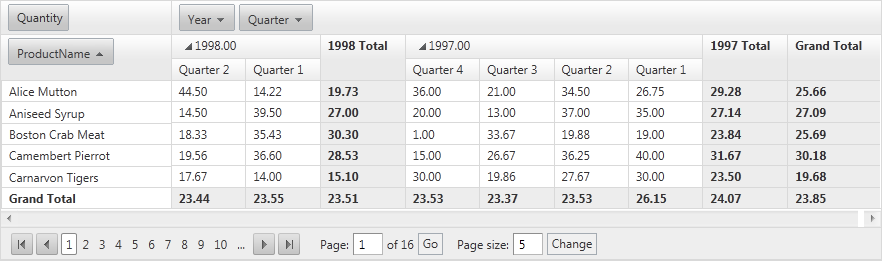 Quantity Year Quarter
ProductName 1998.00 1998 Total 1997.00 1997 Total Grand Total
Quarter 2 Quarter 1 Quarter 4 Quarter 3 Quarter 2 Quarter 1
Alice Mutton 44.50 14.22 19.73 36.00 21.00 34.50 26.75 29.28 25.66
Aniseed Syrup 14.50 39.50 27.00 20.00 13.00 37.00 35.00 27.14 27.09
Boston Crab Meat 18.33 35.43 30.30 1.00 33.67 19.88 19.00 23.84 25.69
Camembert Pierrot 19.56 36.60 28.53 15.00 26.67 36.25 40.00 31.67 30.18
Carnarvon Tigers 17.67 14.00 15.10 30.00 19.86 27.67 30.00 23.50 19.68
Grand Total 23.44 23.55 23.51 23.53 23.37 23.53 26.15 24.07 23.85
1 2 3 4 5 6 7 8 9 10 ... Page: 1 of 16 Go Page size: 5 Change